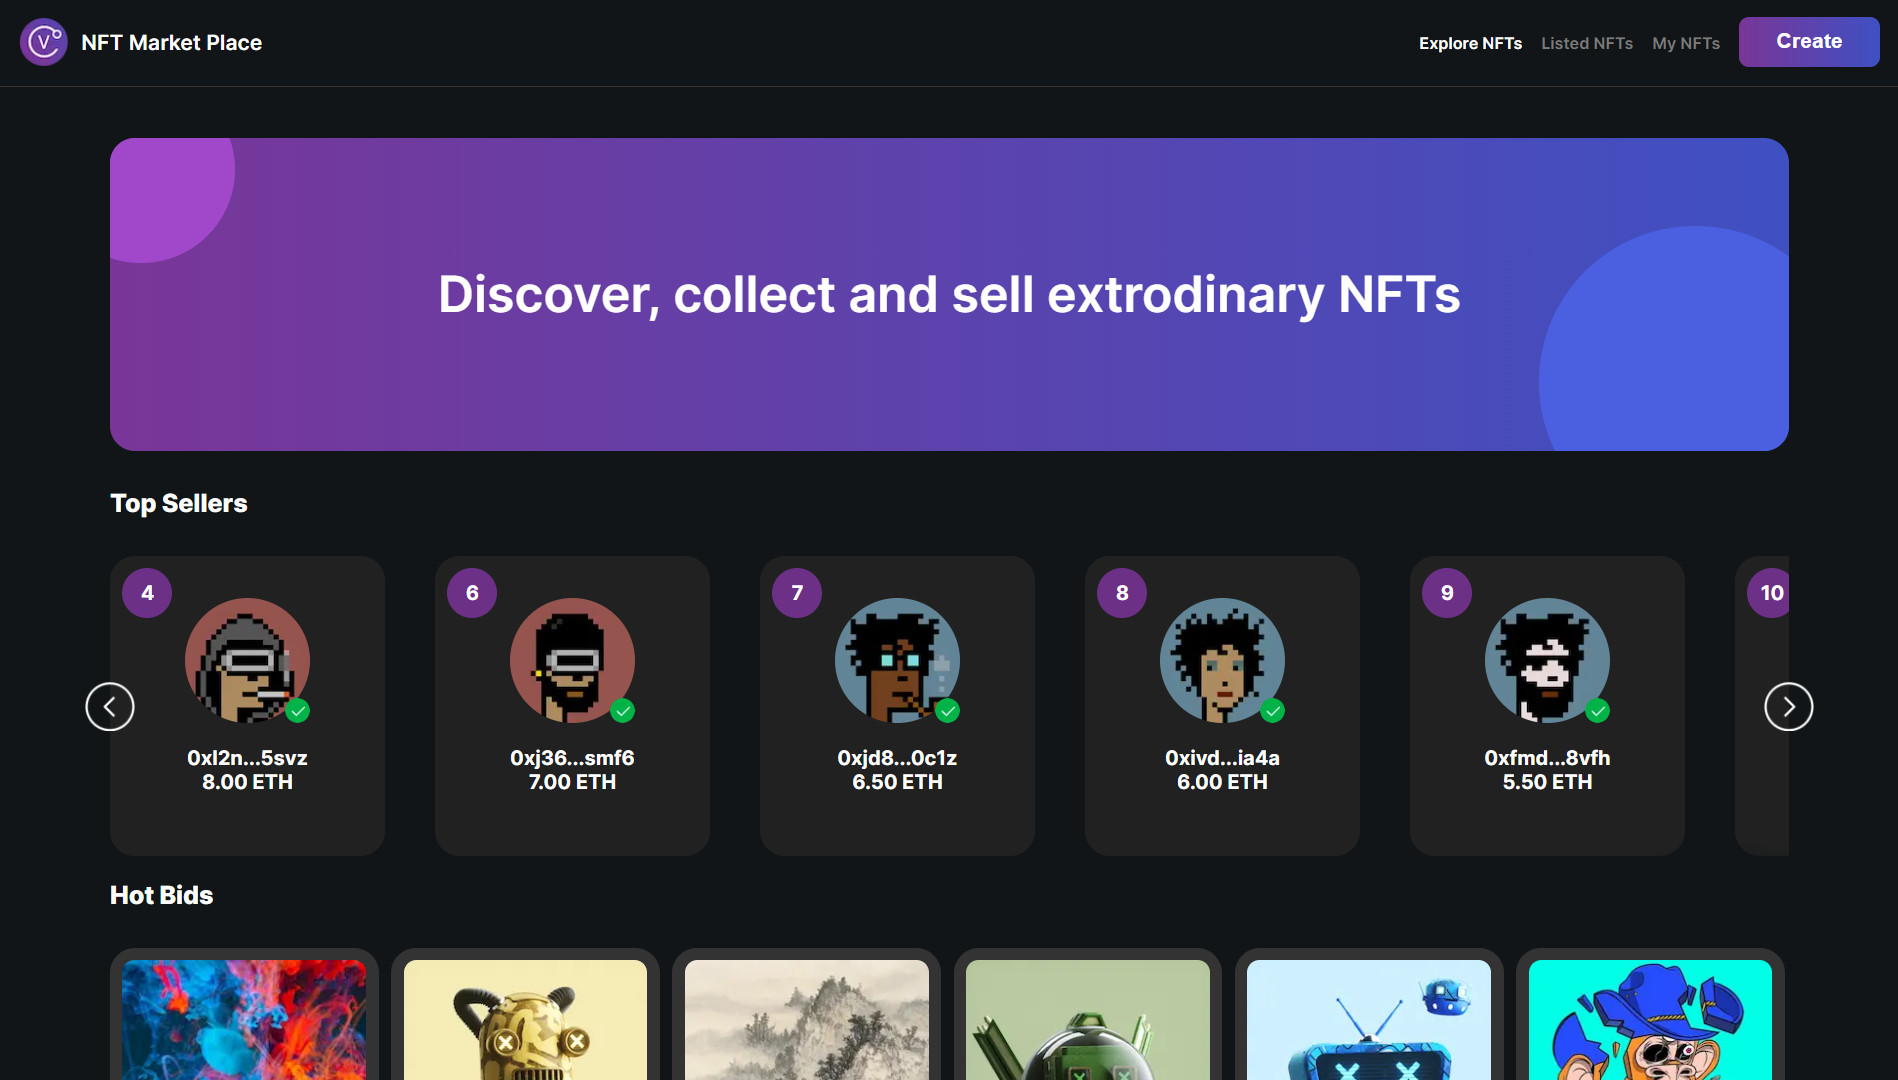 NFT Market Place
Explore NFTs
Listed NFTs
My NFTs
Create
Discover, collect and sell extrodinary NFTs
Top Sellers
4
0xl2n...5svz
8.00 ETH
6
0xj36...smf6
7.00 ETH
7
0xjd8...0c1z
6.50 ETH
8
0xivd...ia4a
6.00 ETH
9
0xfmd...8vfh
5.50 ETH
10
Hot Bids